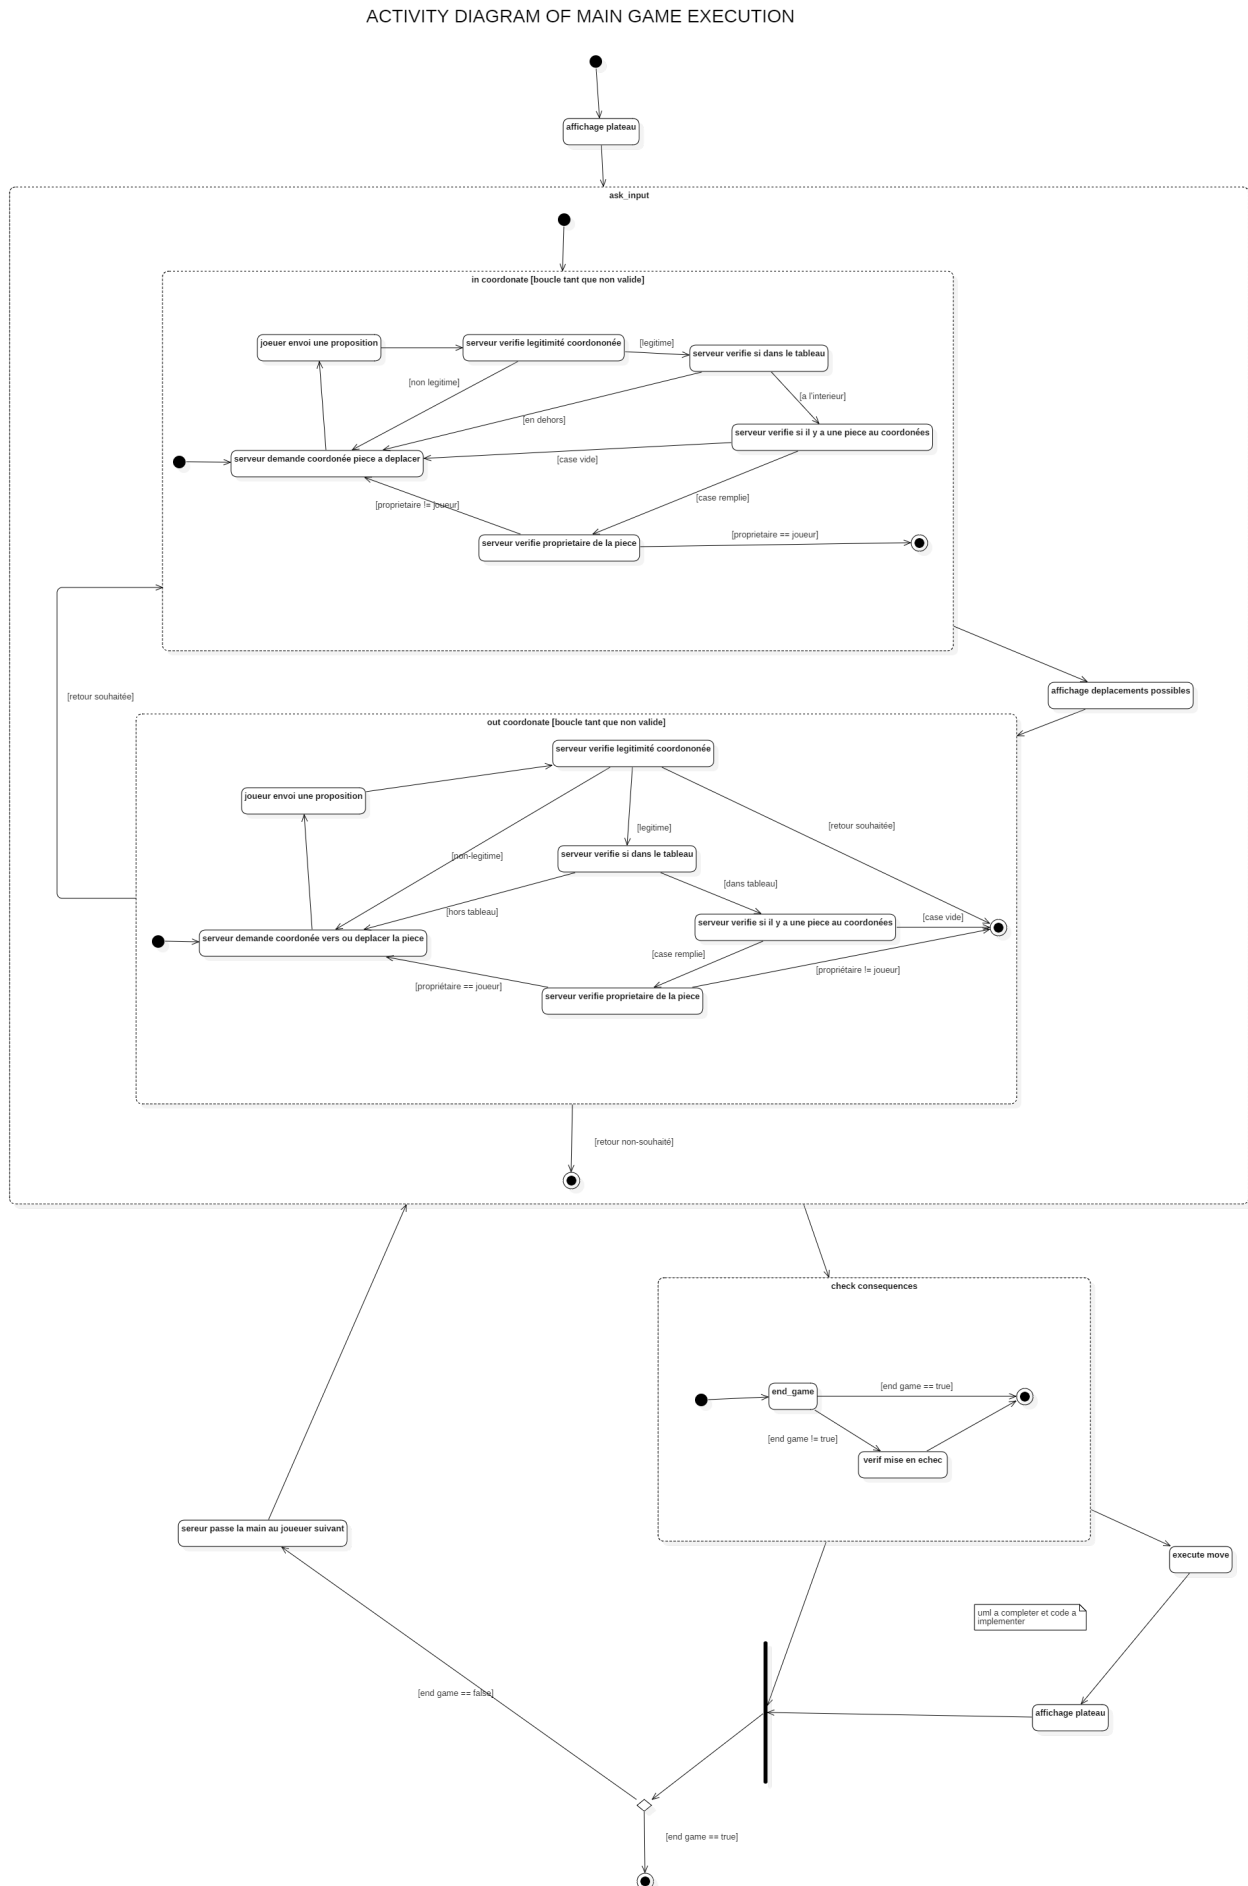 ACTIVITY DIAGRAM OF MAIN GAME EXECUTION
affichage plateau
ask_input
in coordonate [boucle tant que non valide]
joeuer envoi une proposition
serveur verifie legitimité coordononée
[legitime]
serveur verifie si dans le tableau
[non legitime]
[a l'interieur]
[en dehors]
serveur verifie si il y a une piece au coordonées
serveur demande coordonée piece a deplacer
[case vide]
[proprietaire != joueur]
[case remplie]
serveur verifie proprietaire de la piece
[proprietaire == joueur]
[retour souhaitée]
affichage deplacements possibles
out coordonate [boucle tant que non valide]
serveur verifie legitimité coordononée
joueur envoi une proposition
[legitime]
[retour souhaitée]
[non-legitime]
serveur verifie si dans le tableau
[dans tableau]
[hors tableau]
serveur verifie si il y a une piece au coordonées
[case vide]
serveur demande coordonée vers ou deplacer la piece
[case remplie]
[propriétaire != joueur]
[propriétaire == joueur]
serveur verifie proprietaire de la piece
[retour non-souhaité]
check consequences
end_game
[end game == true]
[end game != true]
verif mise en echec
sereur passe la main au joueuer suivant
execute move
uml a completer et code a
implementer
[end game == false]
affichage plateau
[end game == true]